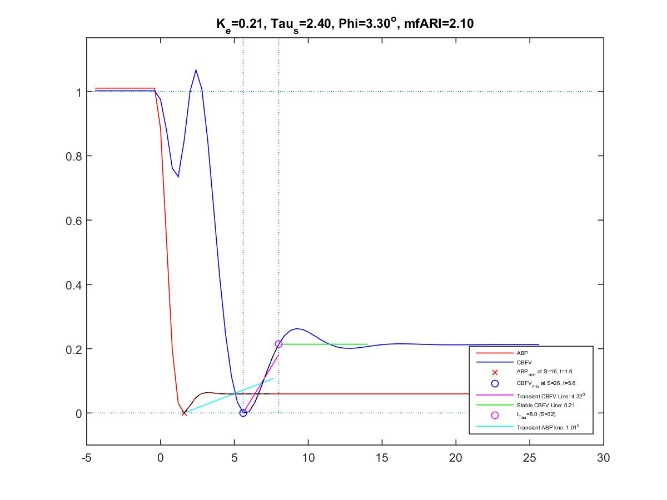 K_e=0.21, Tau_s=2.40, Phi=3.30°, mfARI=2.10
1
0.8
0.6
0.4
0.2
0
-5 0 5 10 15 20 25 30
ABP
CBFV
ABP_min at S=16, t=1.6
CBFV_min at S=26, t=5.6
Transient CBFV Line: 4.32°
Stable CBFV Line: 0.21
=8.0 (S=32)
Transient ABP line: 1.01°